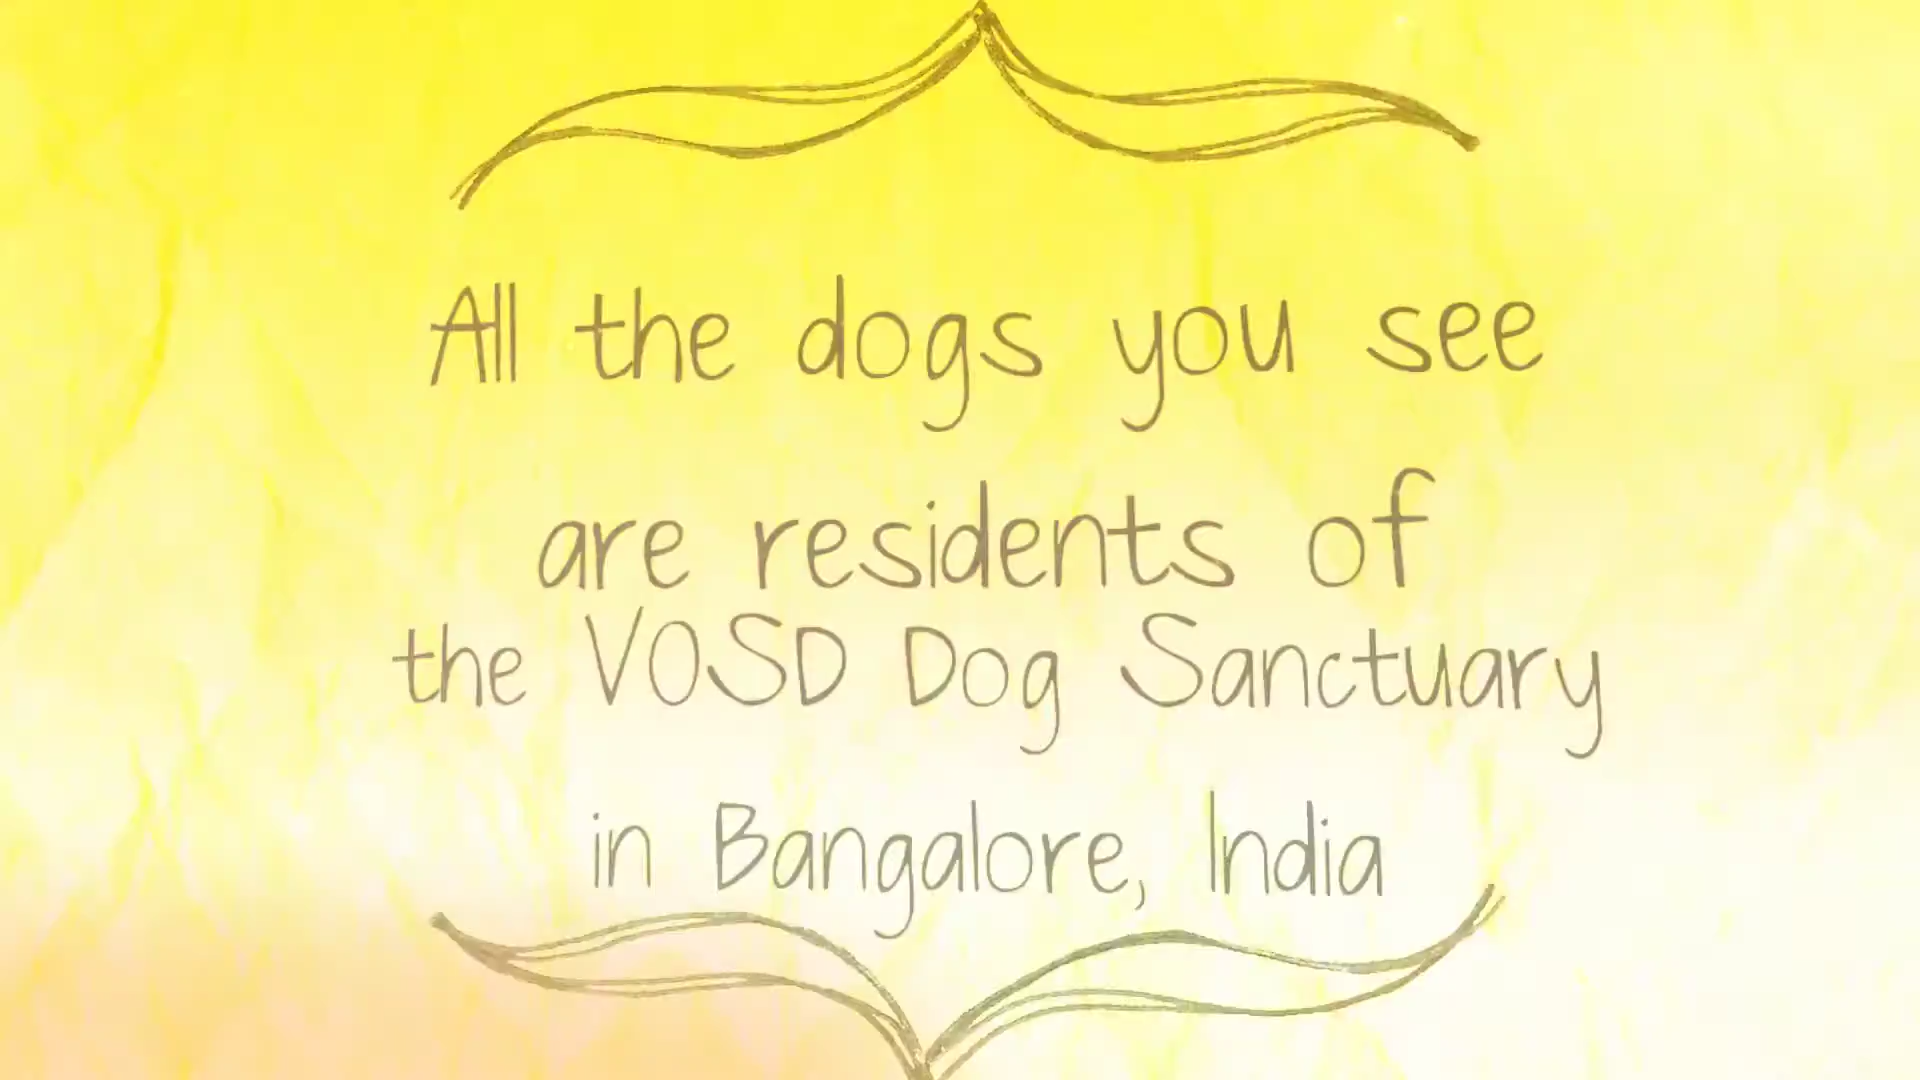 All the dogs you see
are residents of
the VOSD Dog Sanctuary
in Bangalore, India